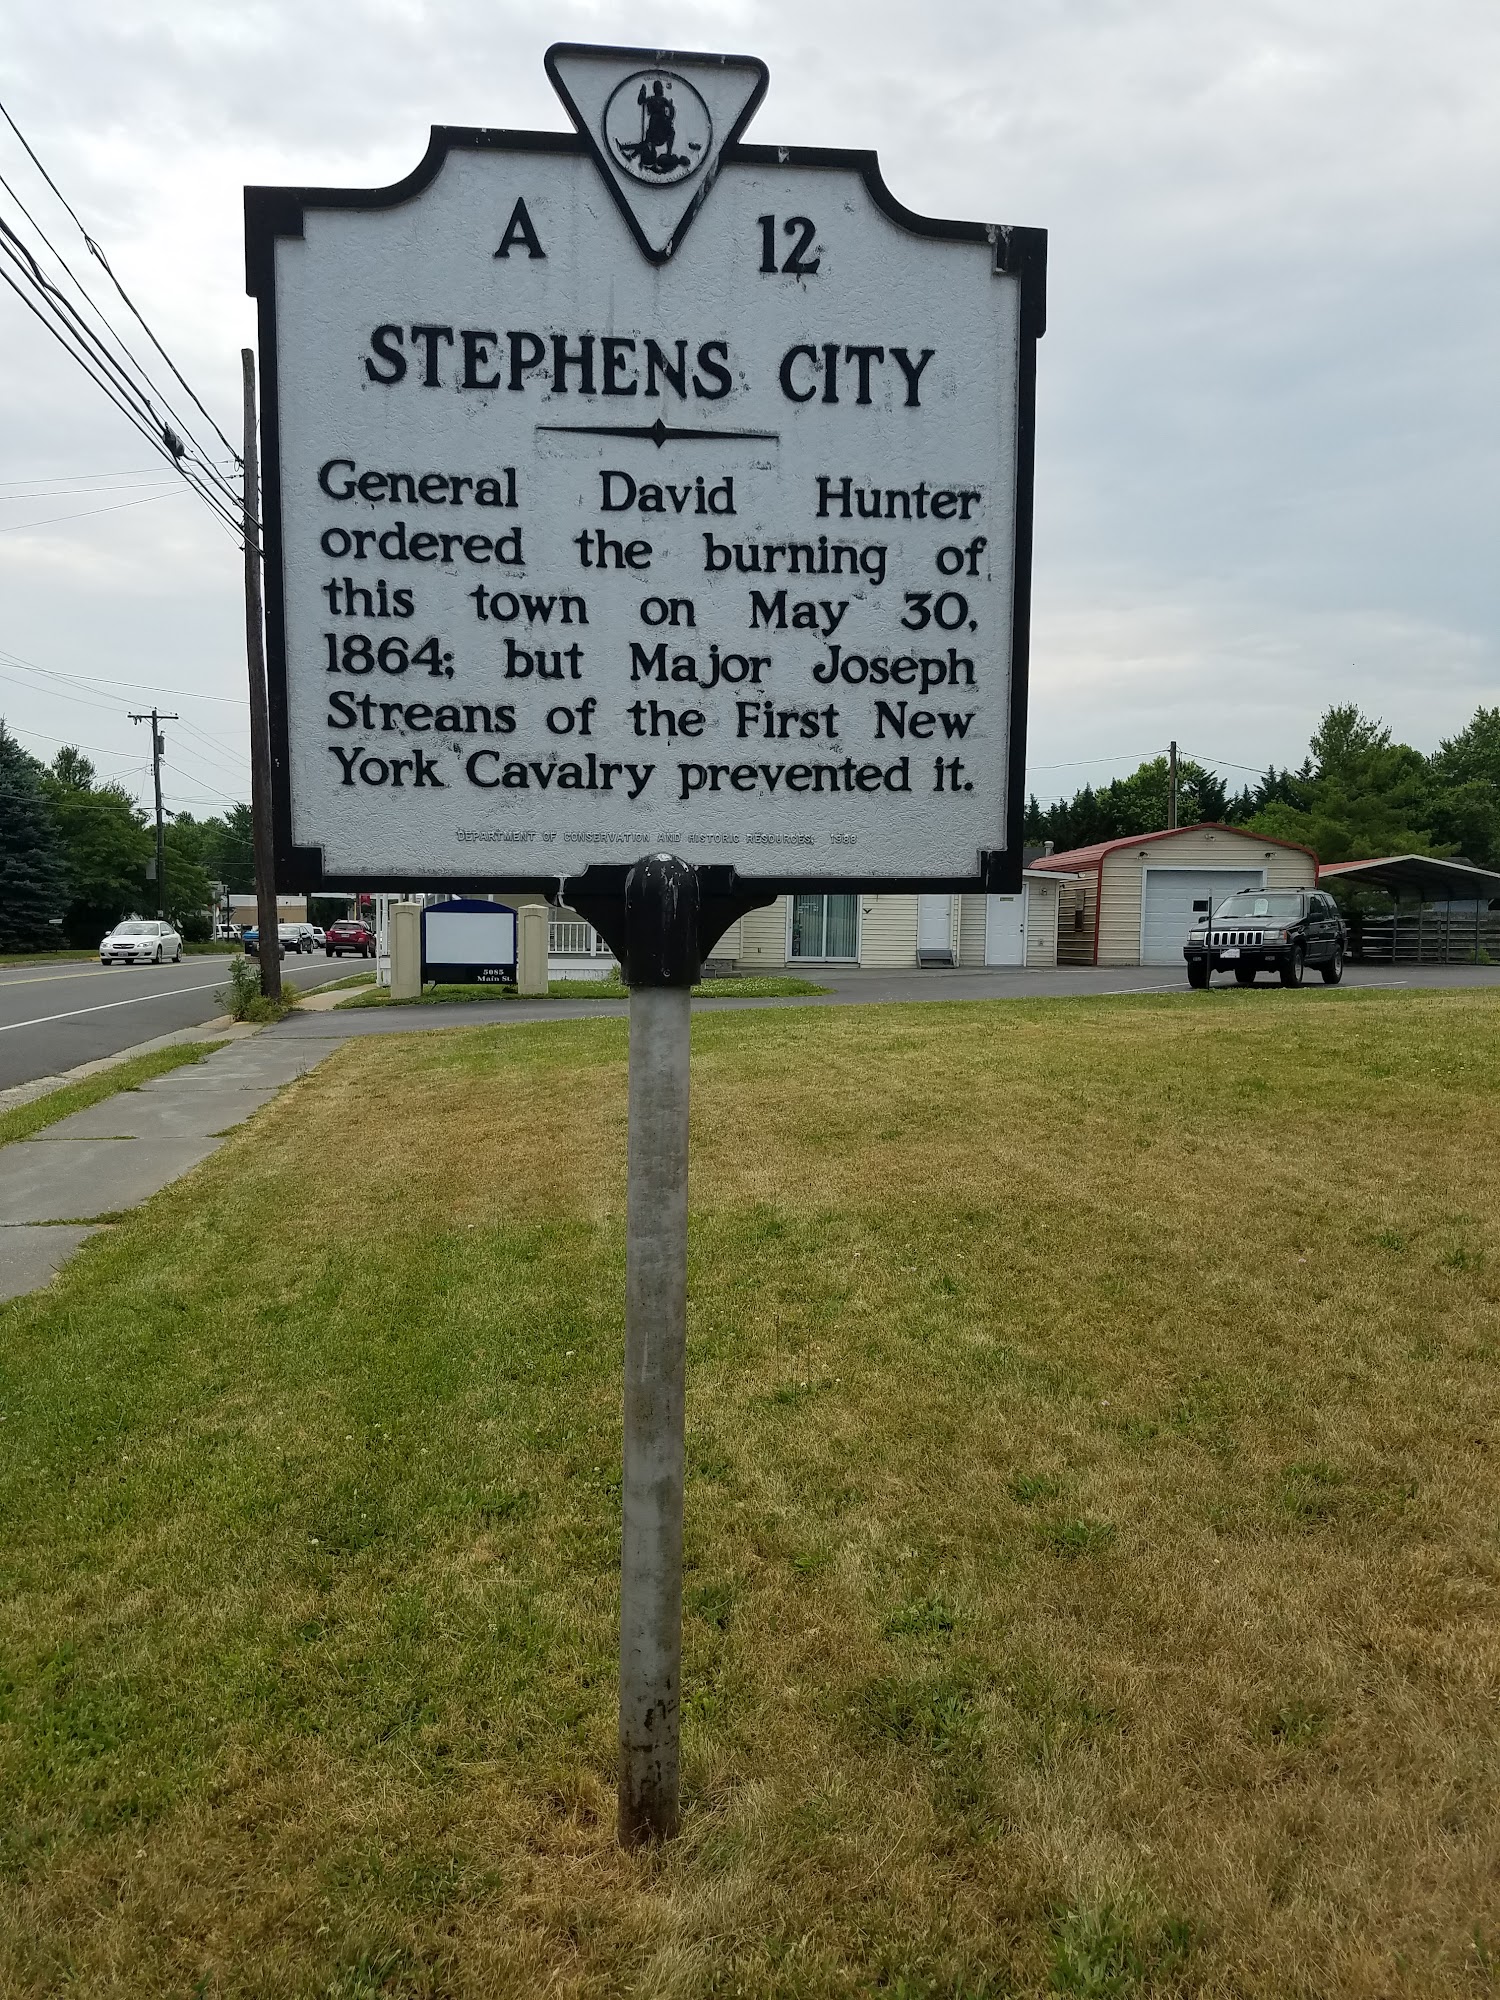 A 12
STEPHENS CITY
General David Hunter
ordered the burning of
this town on May 30,
1864; but Major Joseph
Streans of the First New
York Cavalry prevented it.
DEPARTMENT OF CONSERVATION AND HISTORIC RESOURCES, 1988
5085
Main St.